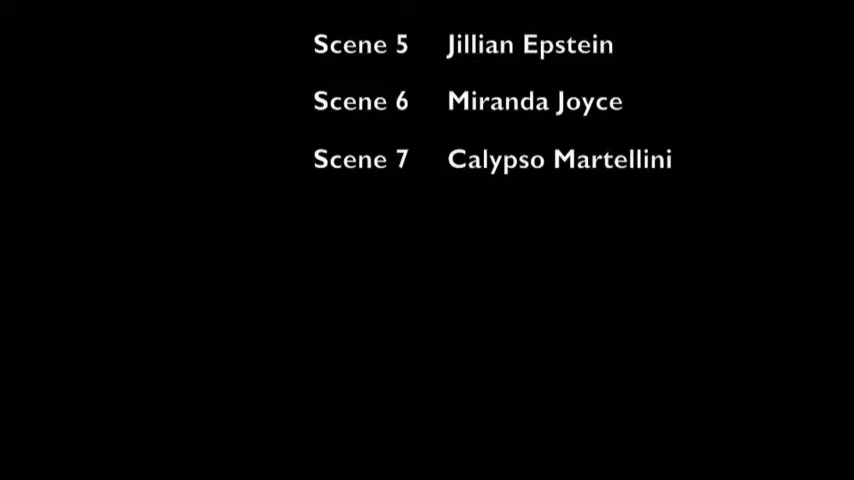 Scene 5 Jillian Epstein
Scene 6 Miranda Joyce
Scene 7 Calypso Martellini